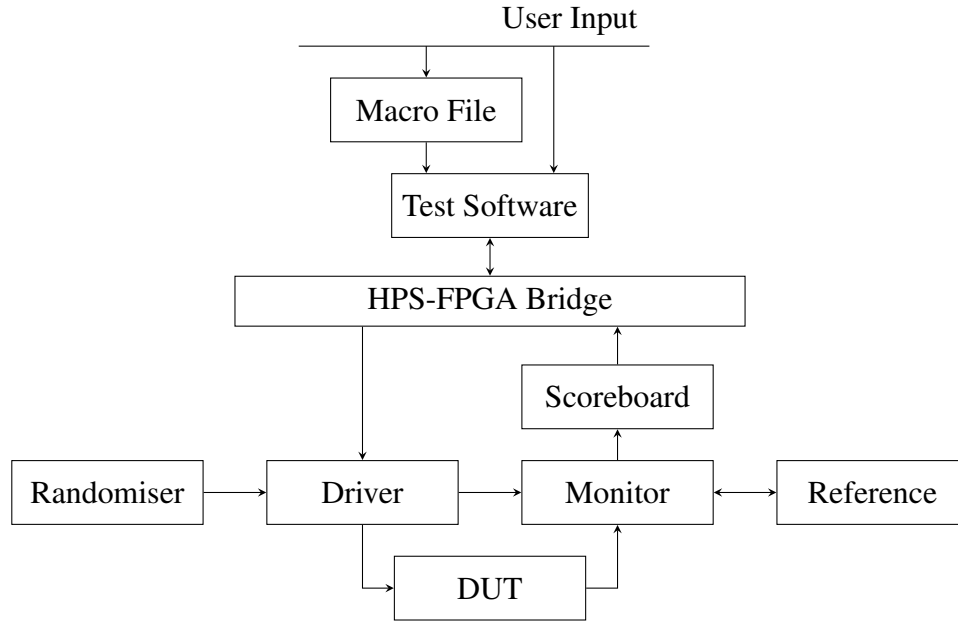 User Input
Macro File
Test Software
HPS-FPGA Bridge
Scoreboard
Randomiser
Driver
Monitor
Reference
DUT